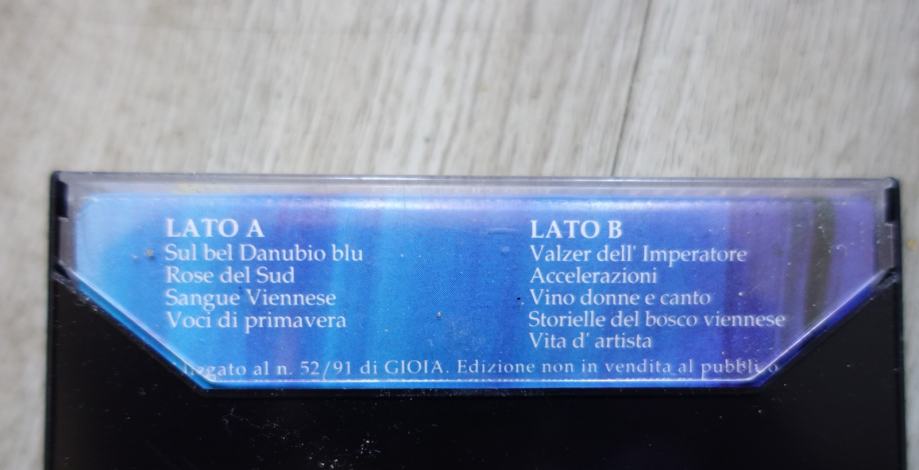 LATO A
Sul bel Danubio blu
Rose del Sud
Sangue Viennese
Voci di primavera
LATO B
Valzer dell' Imperatore
Accelerazioni
Vino donne e canto
Storielle del bosco viennese
Vita d' artista
al n. 52/91 di GIOIA. Edizione non in vendita al pubblico